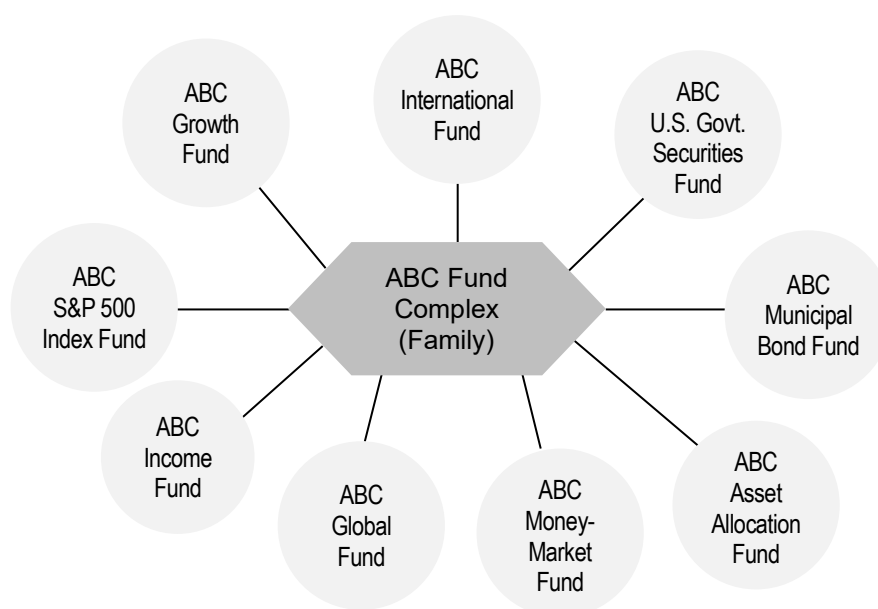 ABC
Growth
Fund
ABC
International
Fund
ABC
U.S. Govt.
Securities
Fund
ABC
S&P 500
Index Fund
ABC Fund
Complex
(Family)
ABC
Municipal
Bond Fund
ABC
Income
Fund
ABC
Global
Fund
ABC
Money-
Market
Fund
ABC
Asset
Allocation
Fund